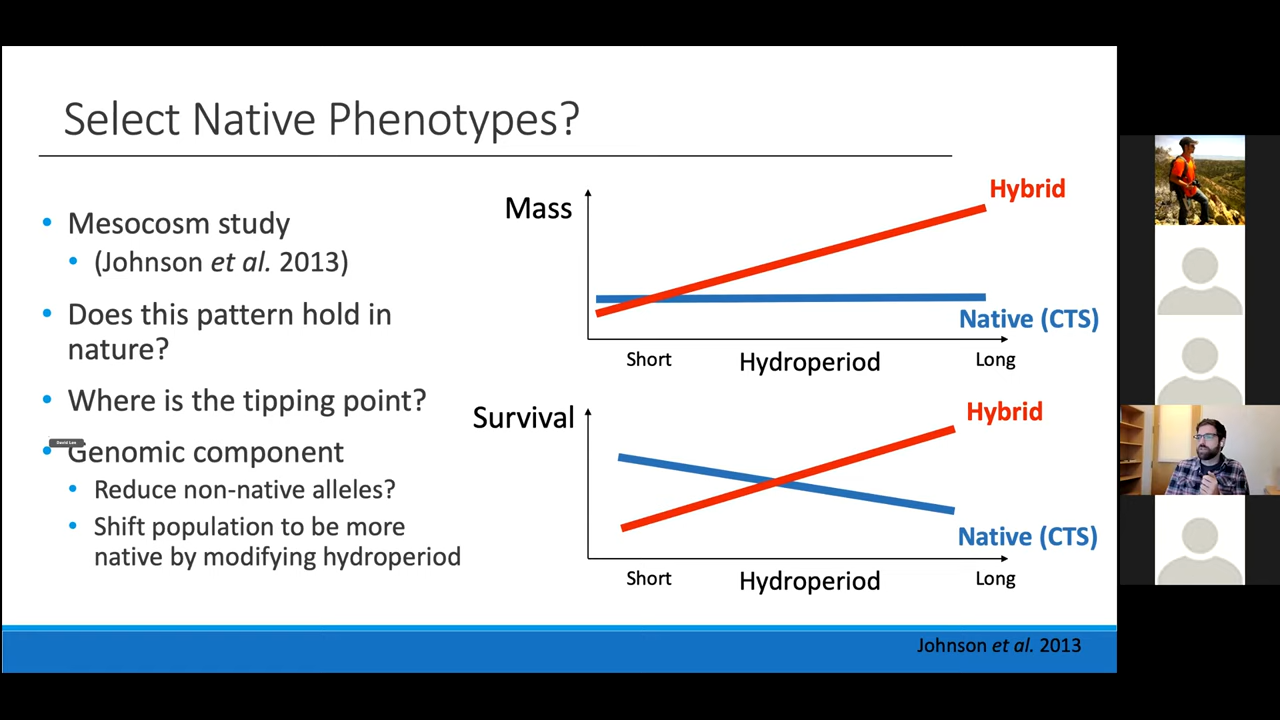 Select Native Phenotypes?
• Mesocosm study
• (Johnson et al. 2013)
• Does this pattern hold in
nature?
• Where is the tipping point?
David Lee
• Genomic component
• Reduce non-native alleles?
• Shift population to be more
native by modifying hydroperiod
Mass
Hybrid
Native (CTS)
Short
Hydroperiod
Long
Survival
Hybrid
Native (CTS)
Short
Hydroperiod
Long
Johnson et al. 2013